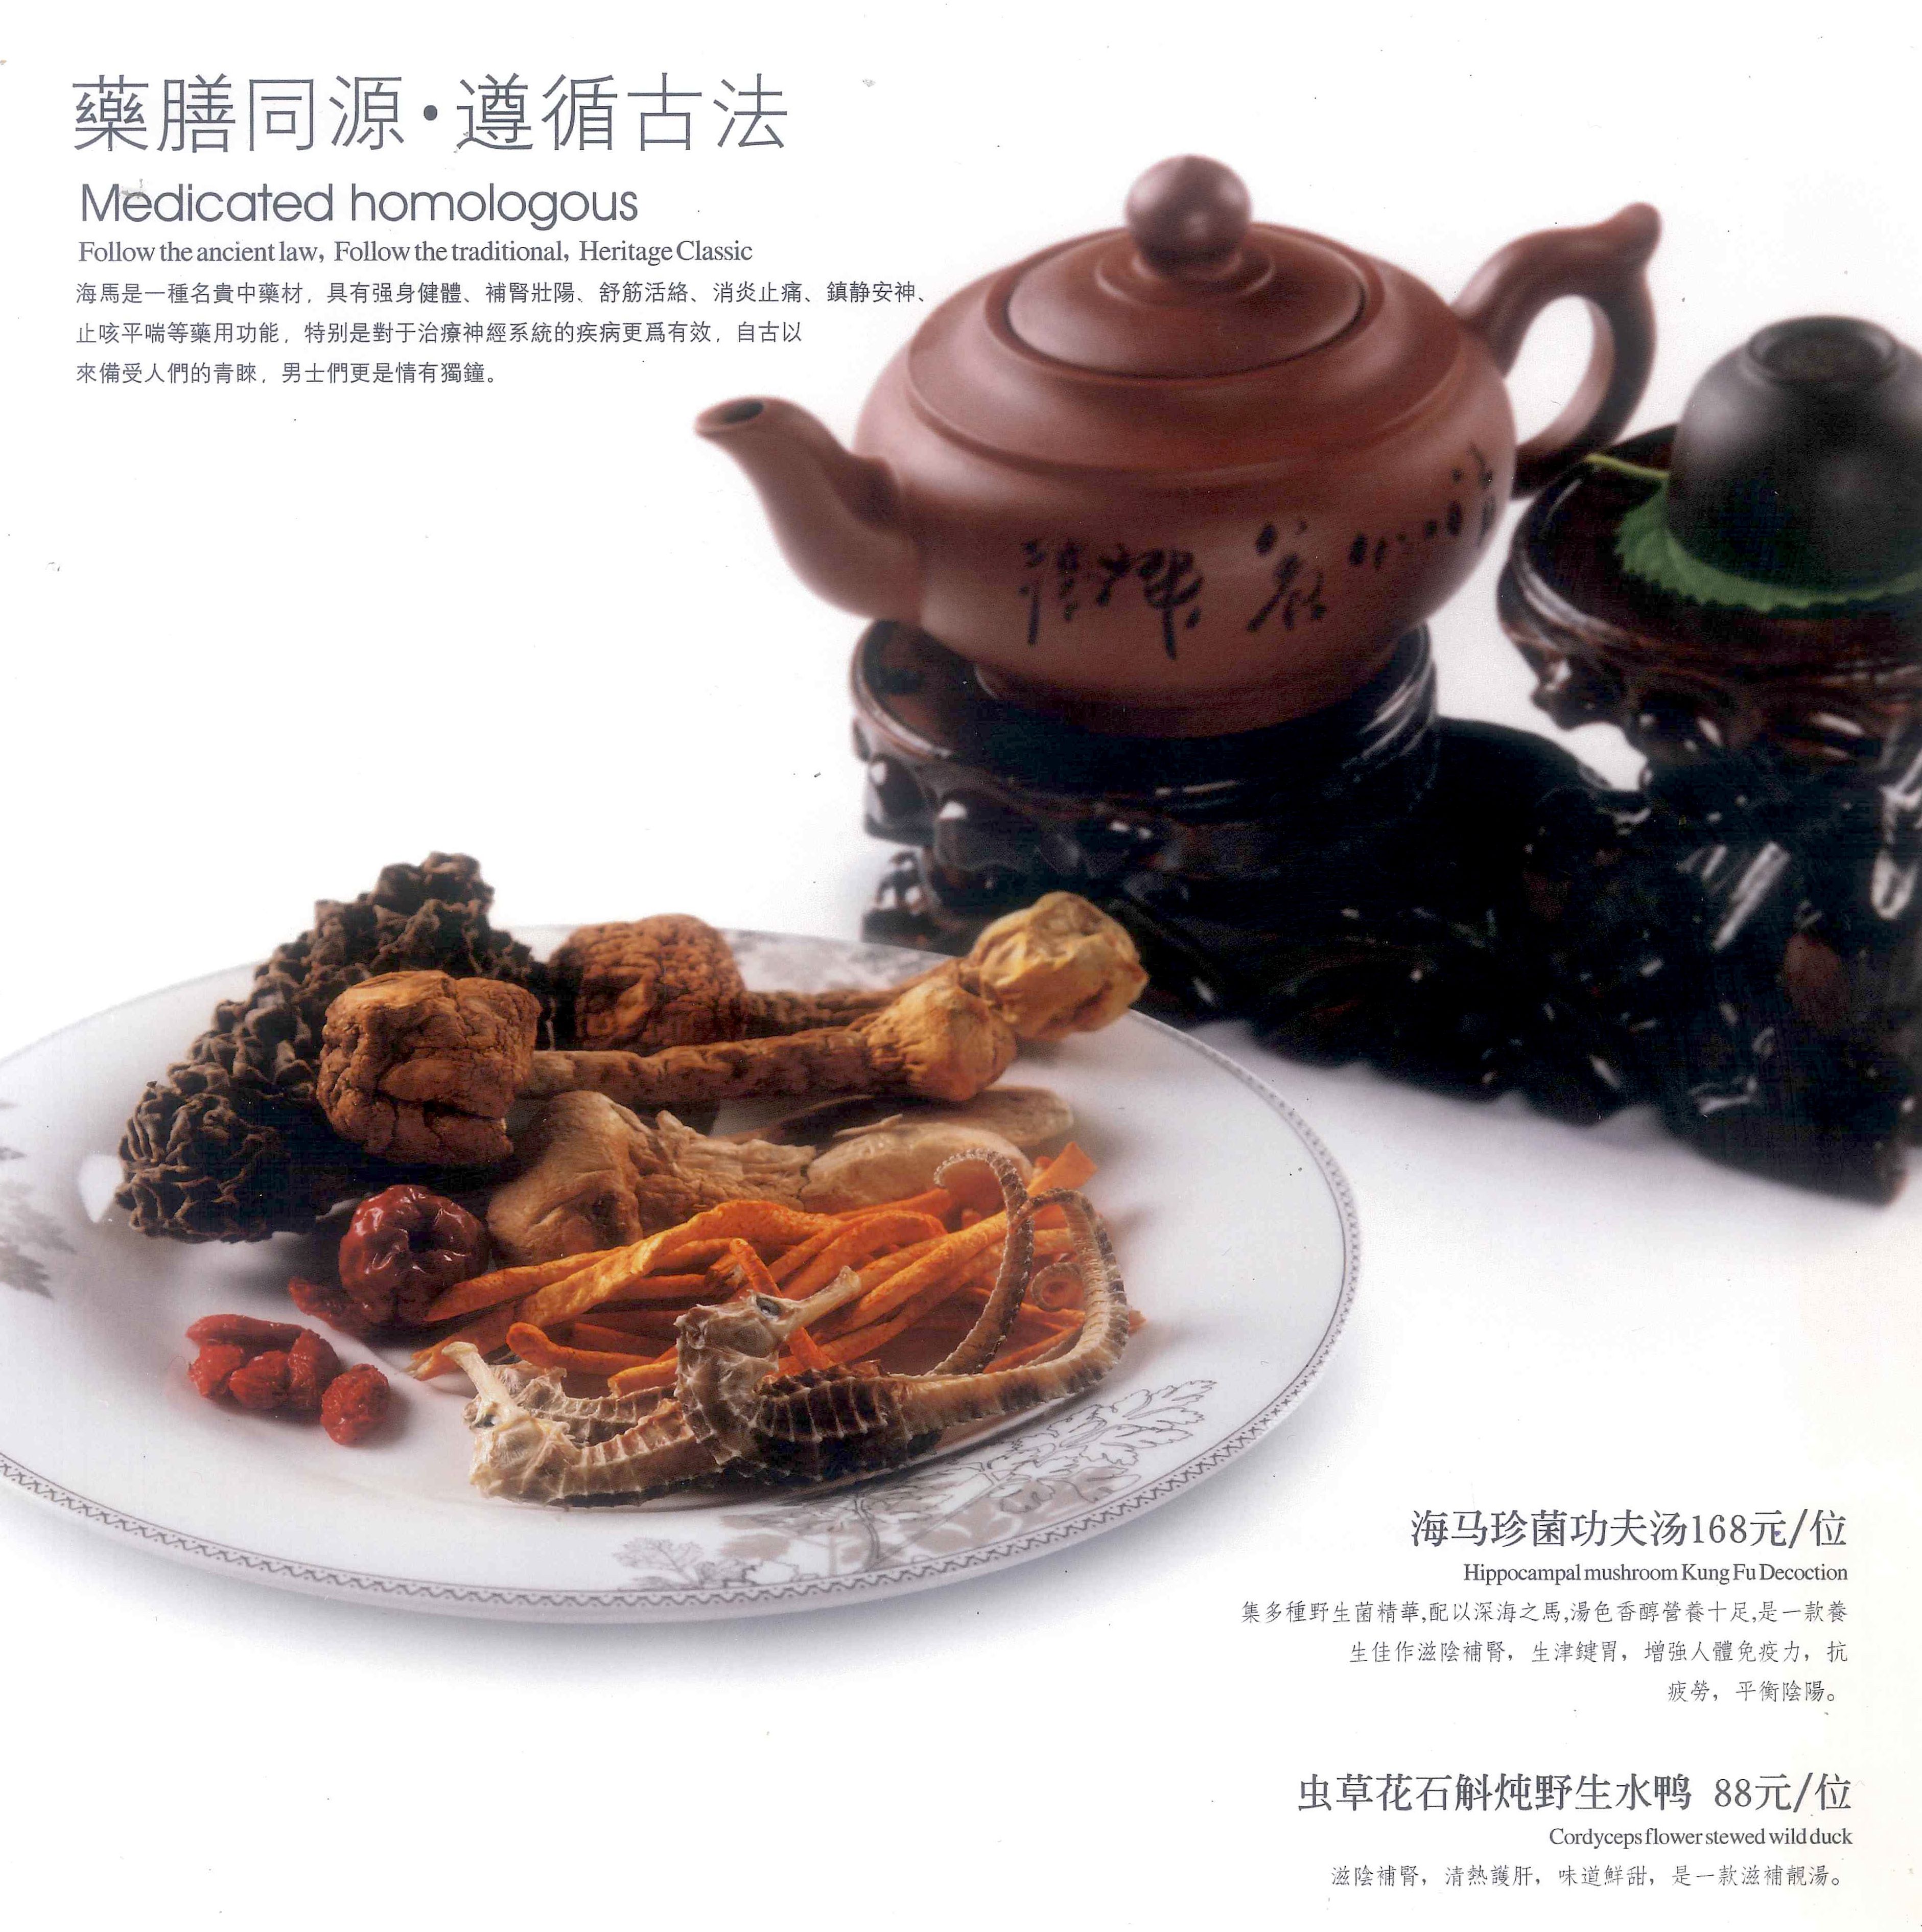 藥膳同源·遵循古法
Medicated homologous
Follow the ancient law, Follow the traditional, Heritage Classic
海馬是一種名貴中藥材，具有强身健體、補腎壯陽、舒筋活絡、消炎止痛、鎮静安神、
止咳平喘等藥用功能，特别是對于治療神經系統的疾病更爲有效，自古以
來備受人們的青睞，男士們更是情有獨鐘。
海马珍菌功夫汤168元/位
Hippocampal mushroom Kung Fu Decoction
集多種野生菌精華,配以深海之馬,湯色香醇營養十足,是一款養
生佳作滋陰補腎，生津鍵胃，增強人體免疫力，抗
疲勞，平衡陰陽。
虫草花石斛炖野生水鸭 88元/位
Cordyceps flower stewed wild duck
滋陰補腎，清熱護肝，味道鮮甜，是一款滋補靚湯。